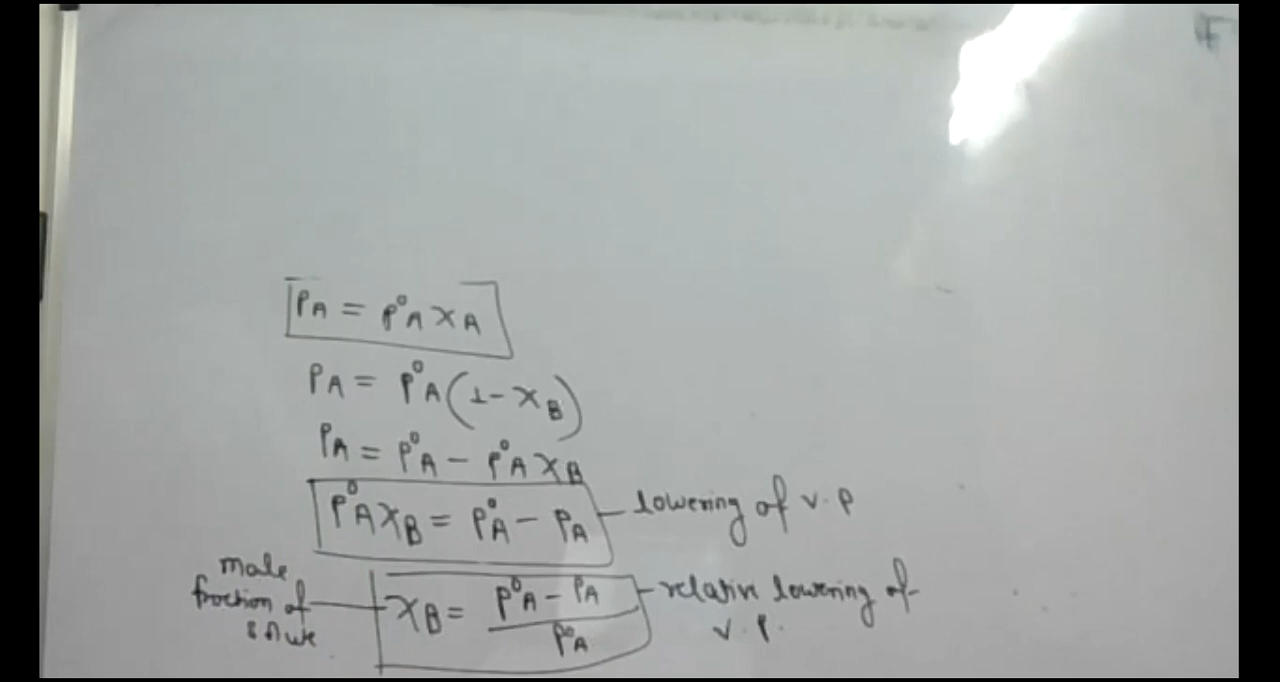 PA = P°A XA
PA = P°A (1 - XB)
PA = P°A - P°A XB
P°A XB = P°A - PA lowering of v.p
mole fraction of solute XB = (P°A - PA) / P°A relative lowering of v.p.